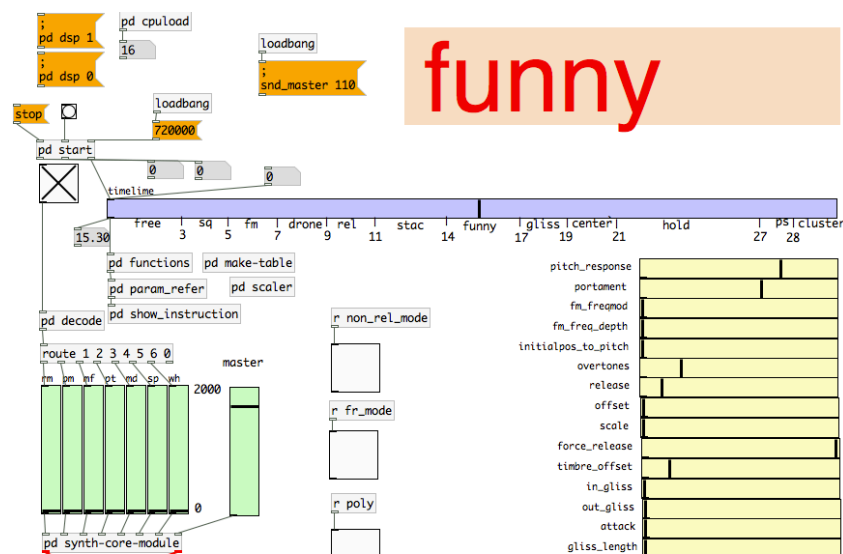 ;
pd dsp 1
pd cpuload
16
;
pd dsp 0
loadbang
;
snd_master 110
funny
stop
loadbang
720000
pd start
0
0
0
timelime
15.30
free
sq
fm
drone
rel
stac
funny
gliss
center
hold
ps
cluster
3
5
7
9
11
14
17
19
21
27
28
pd functions
pd make-table
pd param_refer
pd scaler
pd show_instruction
pd decode
route 1 2 3 4 5 6 0
rm
pm
mf
pt
md
sp
wh
master
2000
0
pd synth-core-module
r non_rel_mode
r fr_mode
r poly
pitch_response
portament
fm_freqmod
fm_freq_depth
initialpos_to_pitch
overtones
release
offset
scale
force_release
timbre_offset
in_gliss
out_gliss
attack
gliss_length